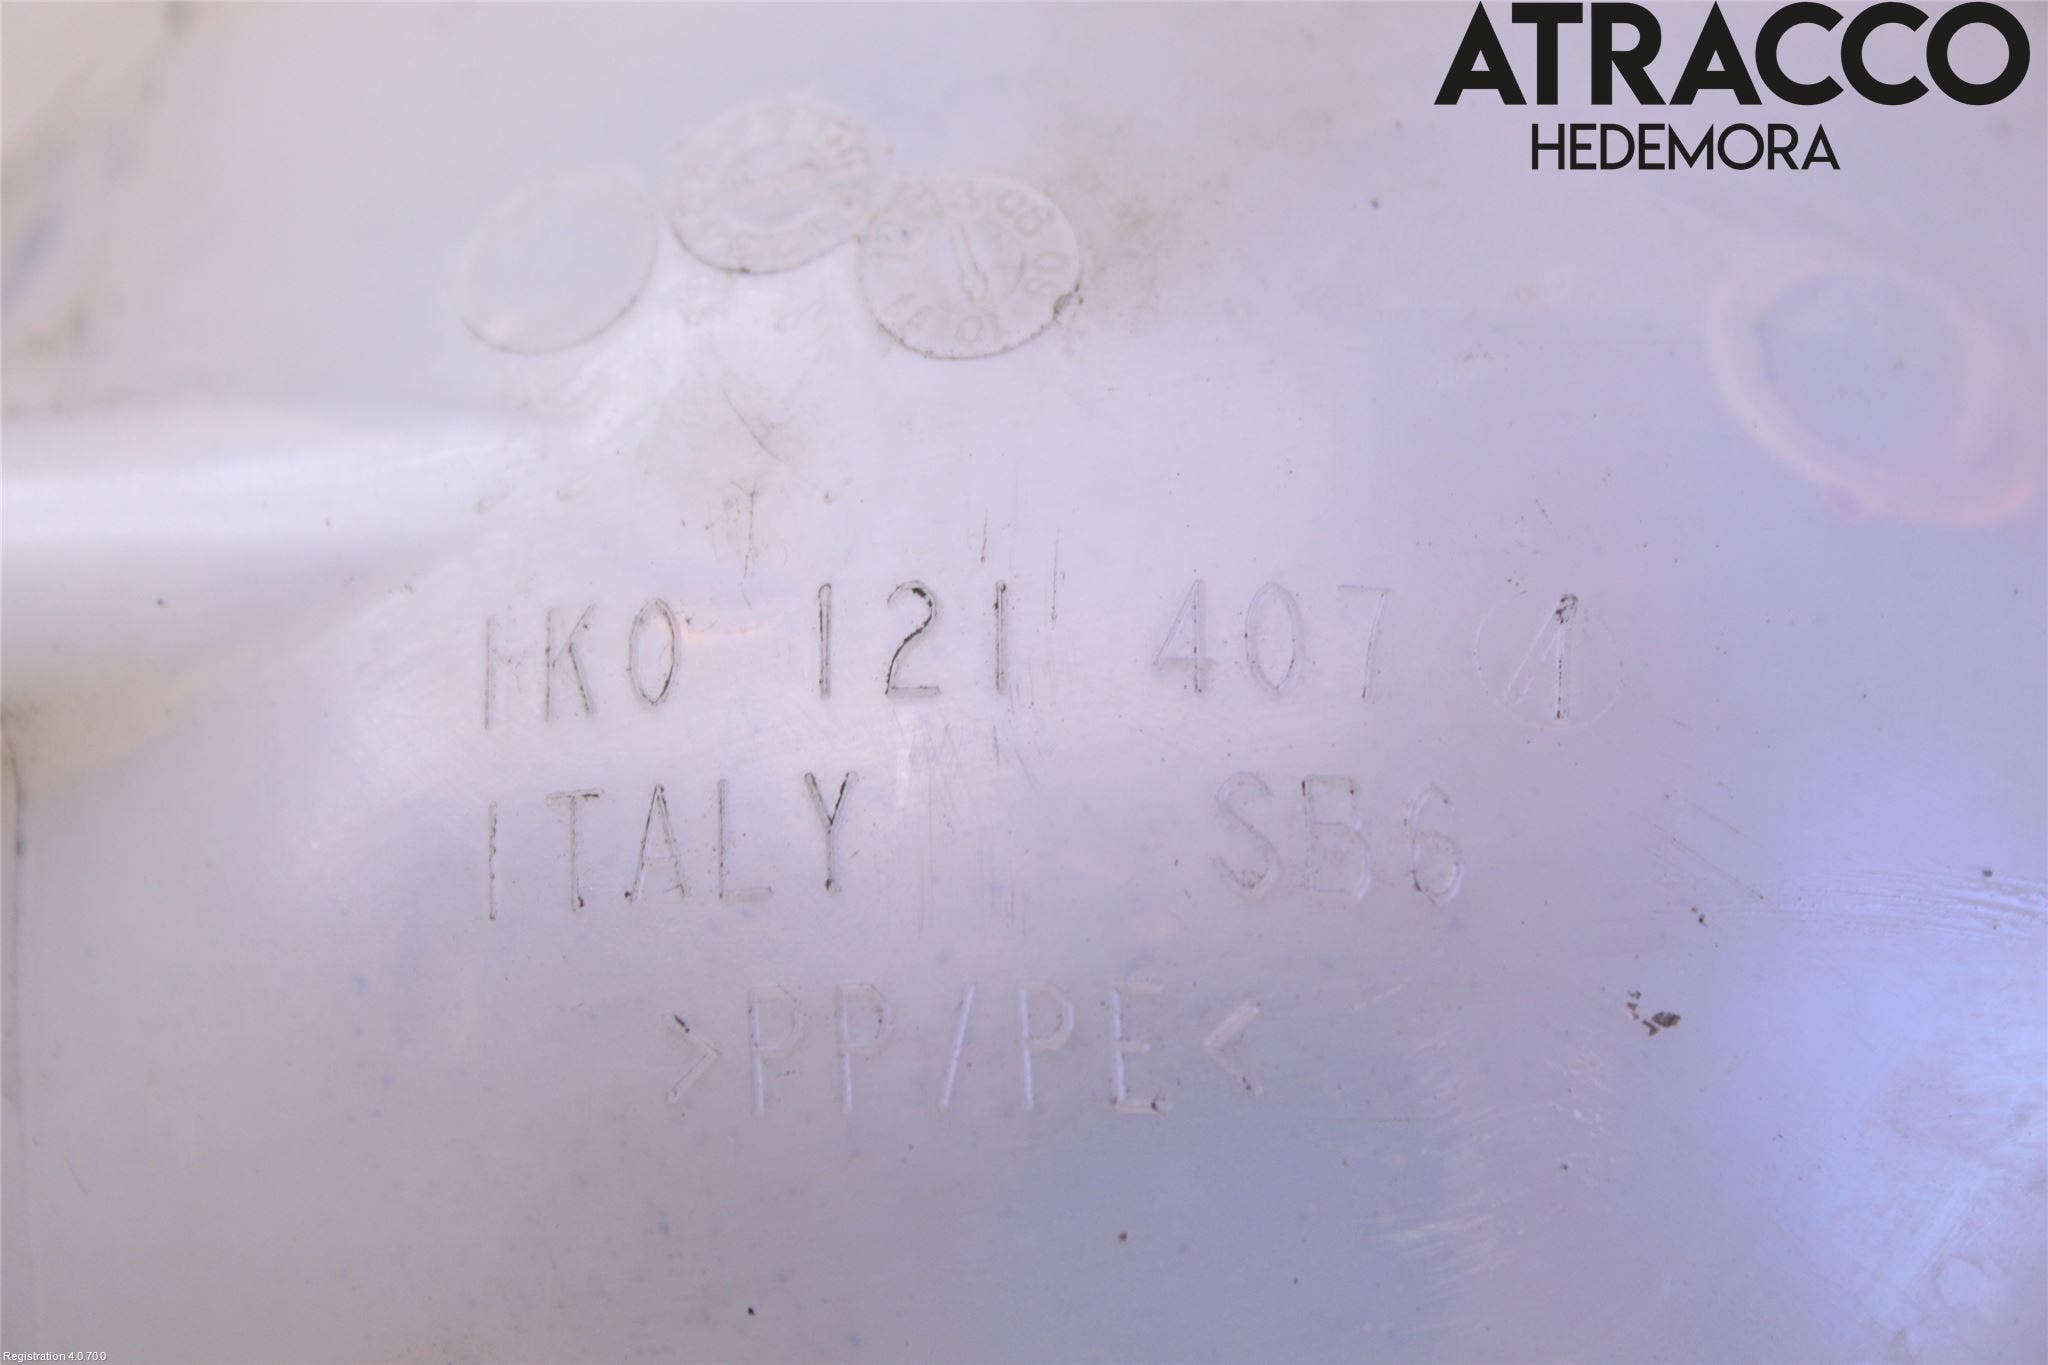 ATRACCO
HEDEMORA
1K0 121 407 A
ITALY SB6
>PP/PE<
Registration 4.0.70.0